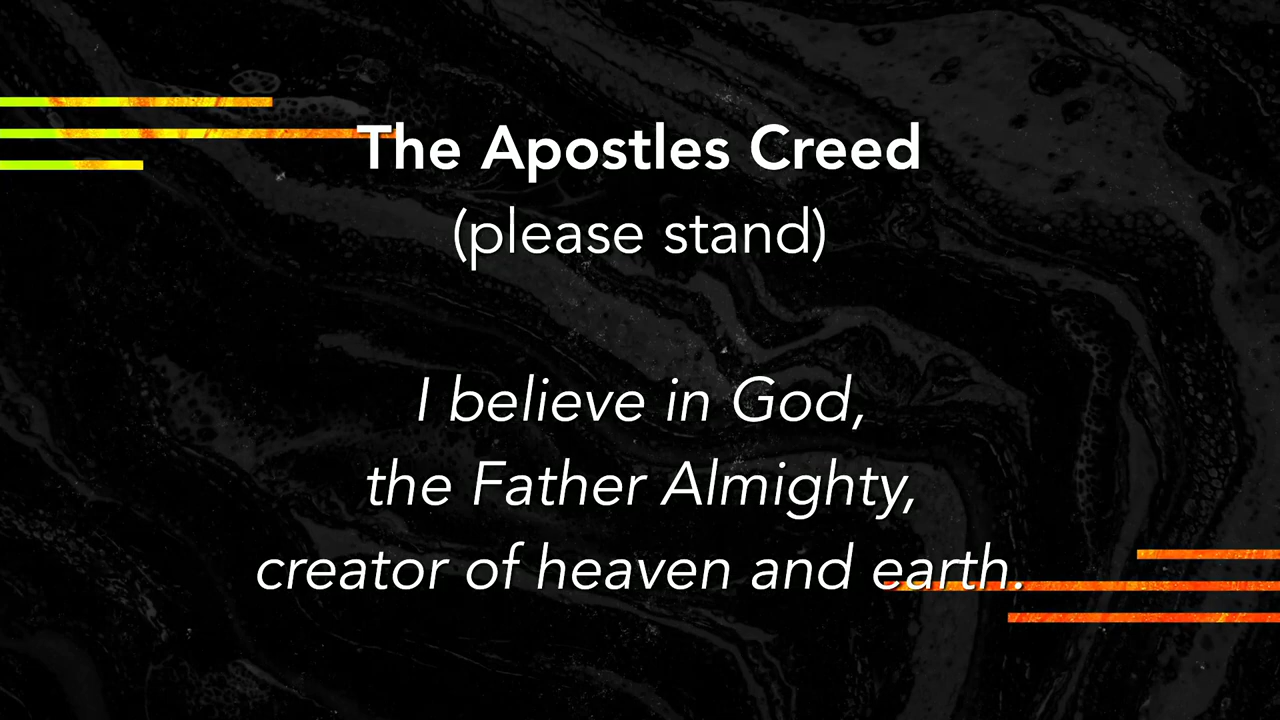 The Apostles Creed
(please stand)
I believe in God,
the Father Almighty,
creator of heaven and earth.